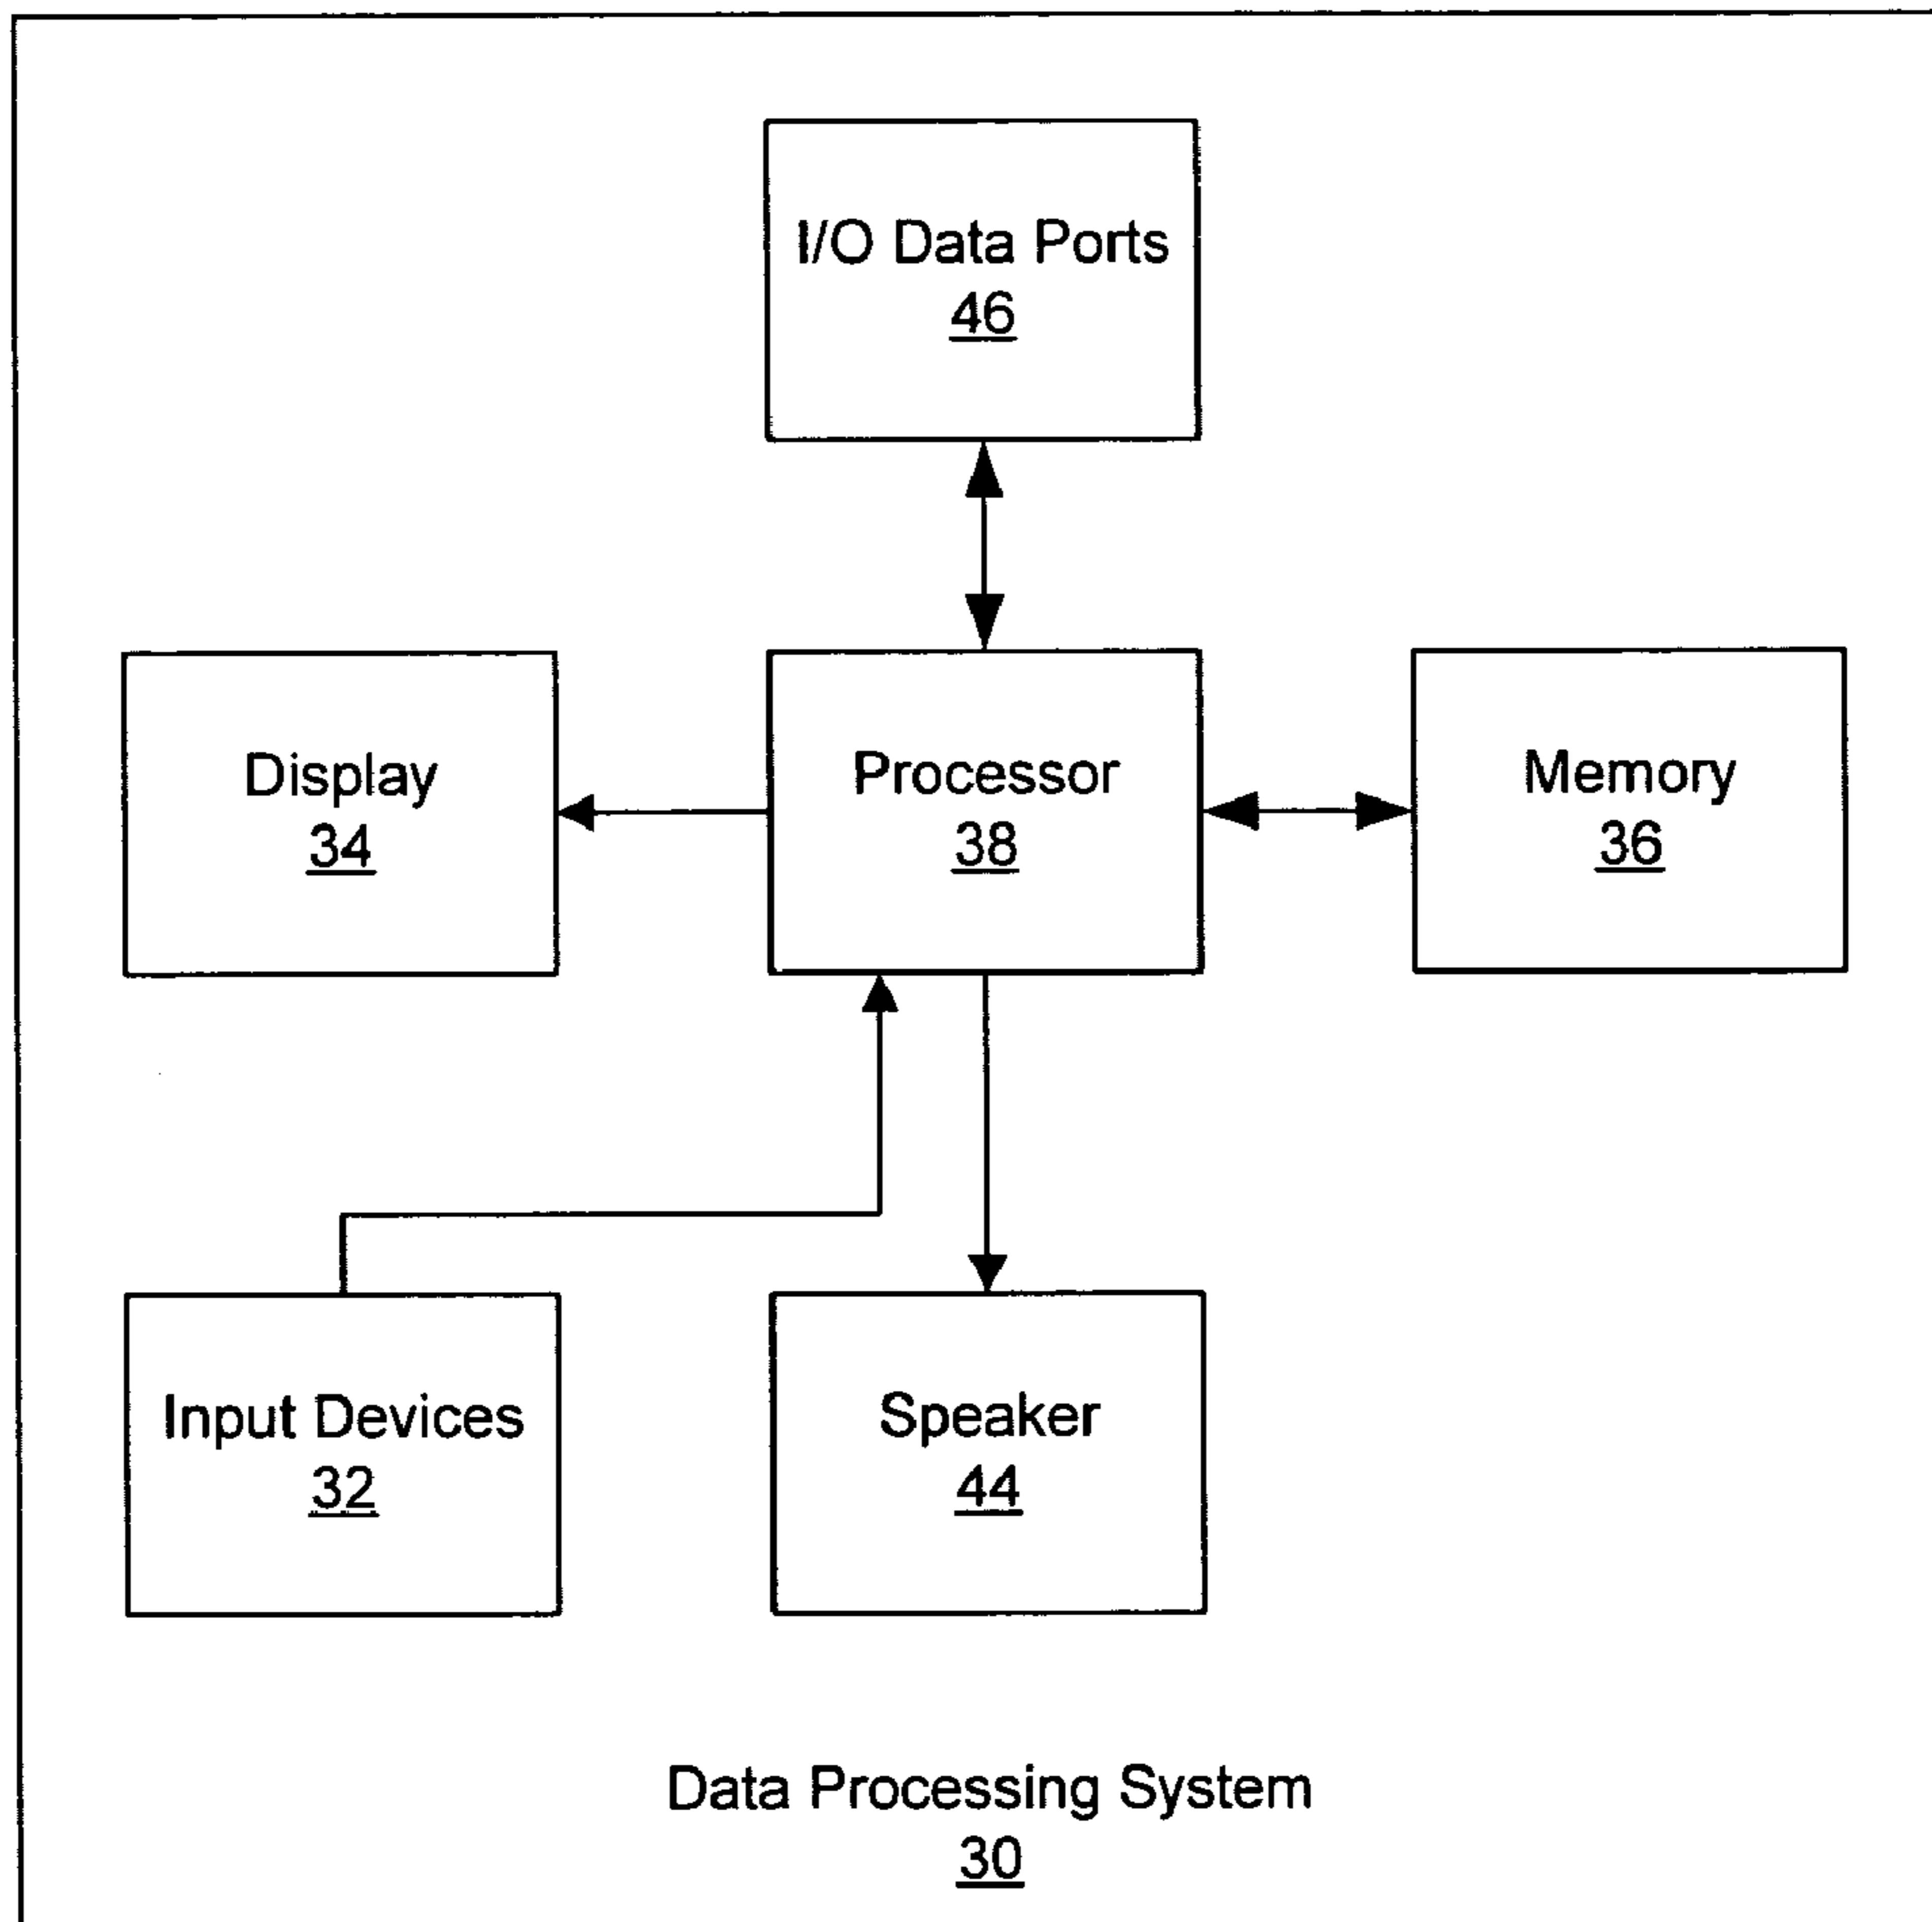 I/O Data Ports
46
Display
34
Processor
38
Memory
36
Input Devices
32
Speaker
44
Data Processing System
30